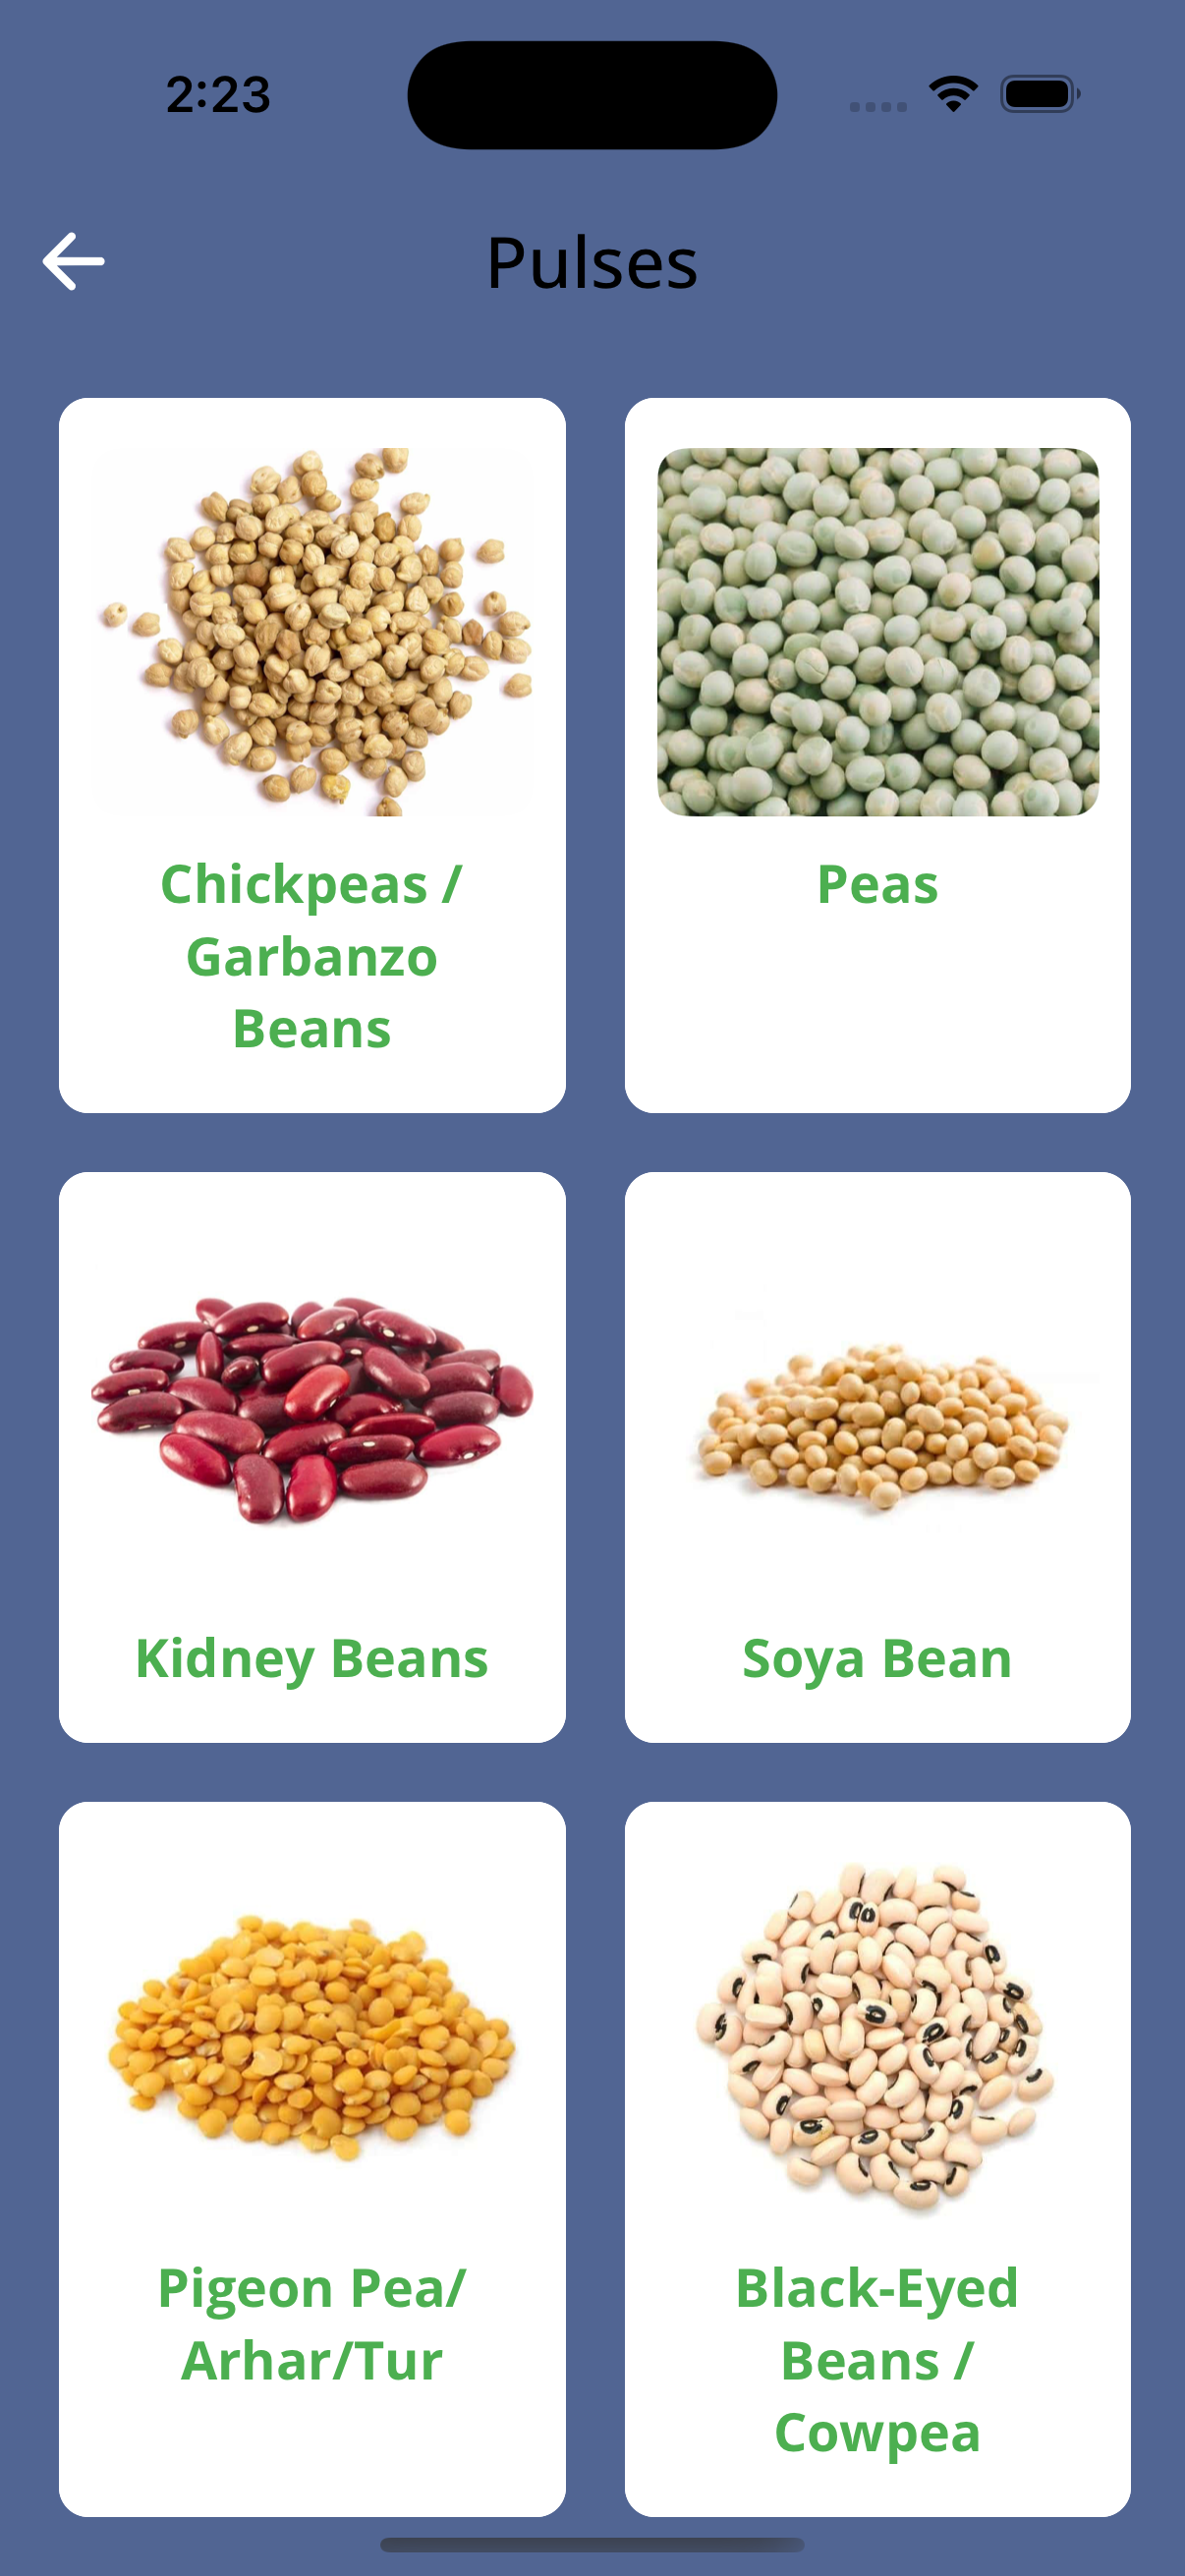 2:23
Pulses
Chickpeas /
Garbanzo
Beans
Peas
Kidney Beans
Soya Bean
Pigeon Pea/
Arhar/Tur
Black-Eyed
Beans /
Cowpea